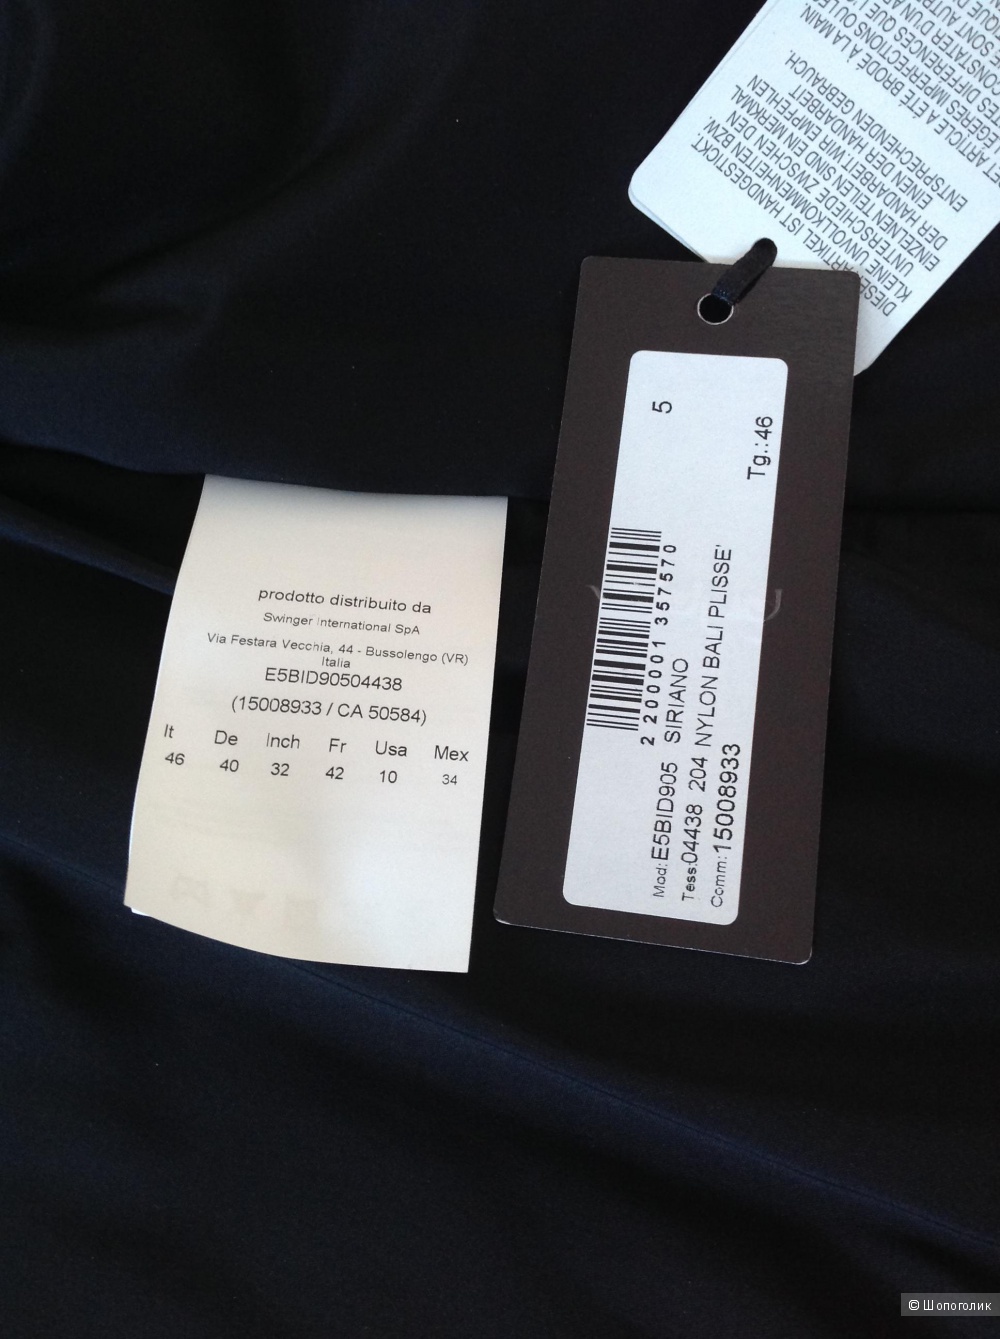 prodotto distribuito da
Swinger International SpA
Via Festara Vecchia, 44 - Bussolengo (VR)
Italia
E5BID90504438
(15008933 / CA 50584)
It De Inch Fr Usa Mex
46 40 32 42 10 34
5
2 200001 357570
Mod:E5BID905 SIRIANO
Tess:04438 204 NYLON BALI PLISSE'
Tg.:46
Comm:15008933
ARTICLE A ÉTÉ BRODÉ À LA MAIN
IMPERFECTIONS
CONSTATER D'UNA
DIESER ARTIKEL IST HANDGESTICKT.
KLEINE UNVOLLKOMMENHEITEN BZW.
UNTERSCHIEDE ZWISCHEN DEN
EINZELNEN TEILEN SIND EIN MERKMAL
DER HANDARBEIT. WIR EMPFEHLEN
EINEN DER HANDARBEIT
ENTSPRECHENDEN GEBRAUCH.
© Шопоголик